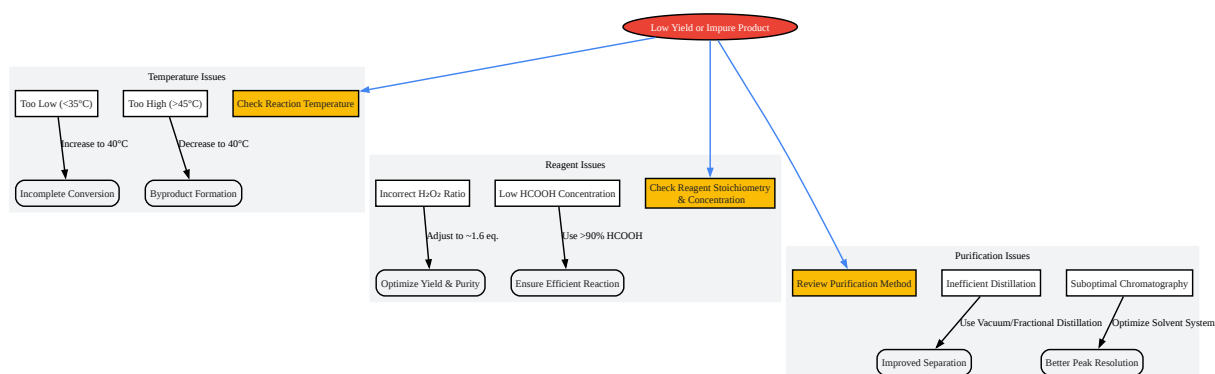 Low Yield or Impure Product
Temperature Issues
Too Low (<35°C)
Too High (>45°C)
Check Reaction Temperature
Increase to 40°C
Decrease to 40°C
Incomplete Conversion
Byproduct Formation
Reagent Issues
Incorrect H₂O₂ Ratio
Low HCOOH Concentration
Check Reagent Stoichiometry
& Concentration
Adjust to ~1.6 eq.
Use >90% HCOOH
Optimize Yield & Purity
Ensure Efficient Reaction
Purification Issues
Review Purification Method
Inefficient Distillation
Suboptimal Chromatography
Use Vacuum/Fractional Distillation
Optimize Solvent System
Improved Separation
Better Peak Resolution